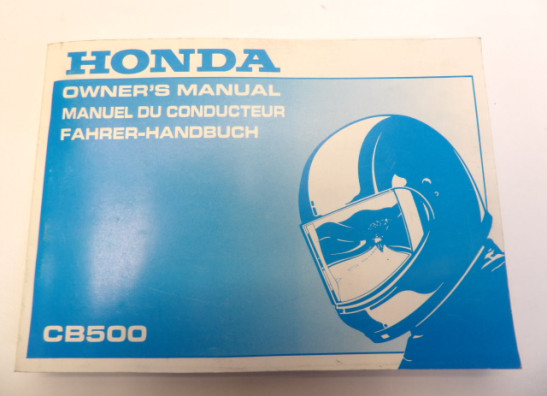 HONDA
OWNER'S MANUAL
MANUEL DU CONDUCTEUR
FAHRER-HANDBUCH
CB500